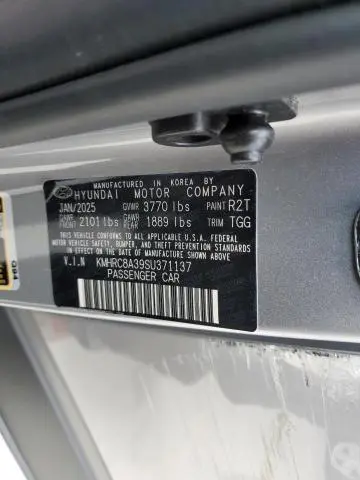 MANUFACTURED IN KOREA BY
HYUNDAI MOTOR COMPANY
JAN/2025 GVWR 3770 lbs PAINT R2T
GAWR FRONT 2101 lbs GAWR REAR 1889 lbs TRIM TGG
THIS VEHICLE CONFORMS TO ALL APPLICABLE U.S.A. FEDERAL
MOTOR VEHICLE SAFETY, BUMPER, AND THEFT PREVENTION
STANDARDS IN EFFECT ON THE DATE OF MANUFACTURE SHOWN ABOVE
V.I.N KMHRC8A39SU371137
PASSENGER CAR